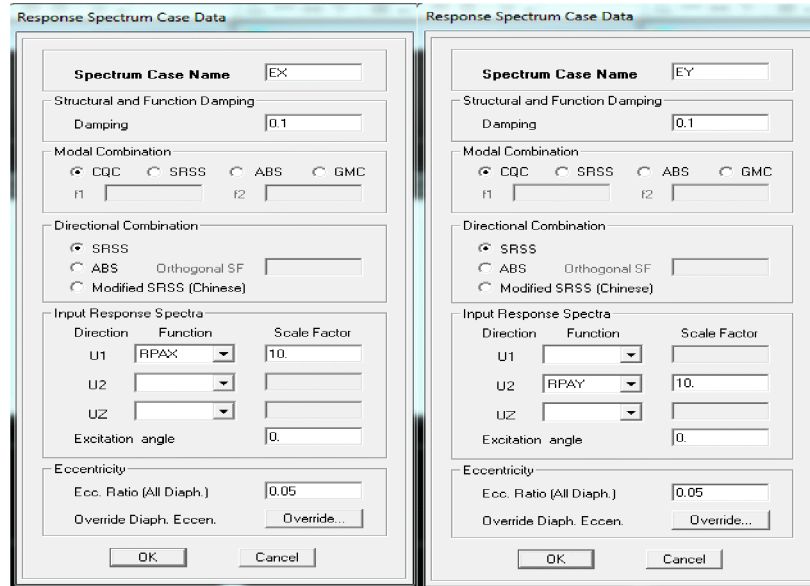 Response Spectrum Case Data
Spectrum Case Name EX
Structural and Function Damping
Damping 0.1
Modal Combination
CQC SRSS ABS GMC
f1 f2
Directional Combination
SRSS
ABS Orthogonal SF
Modified SRSS (Chinese)
Input Response Spectra
Direction Function Scale Factor
U1 RPAX 10.
U2
UZ
Excitation angle 0.
Eccentricity
Ecc. Ratio (All Diaph.) 0.05
Override Diaph. Eccen. Override...
OK Cancel
Response Spectrum Case Data
Spectrum Case Name EY
Structural and Function Damping
Damping 0.1
Modal Combination
CQC SRSS ABS GMC
f1 f2
Directional Combination
SRSS
ABS Orthogonal SF
Modified SRSS (Chinese)
Input Response Spectra
Direction Function Scale Factor
U1
U2 RPAY 10.
UZ
Excitation angle 0.
Eccentricity
Ecc. Ratio (All Diaph.) 0.05
Override Diaph. Eccen. Override...
OK Cancel